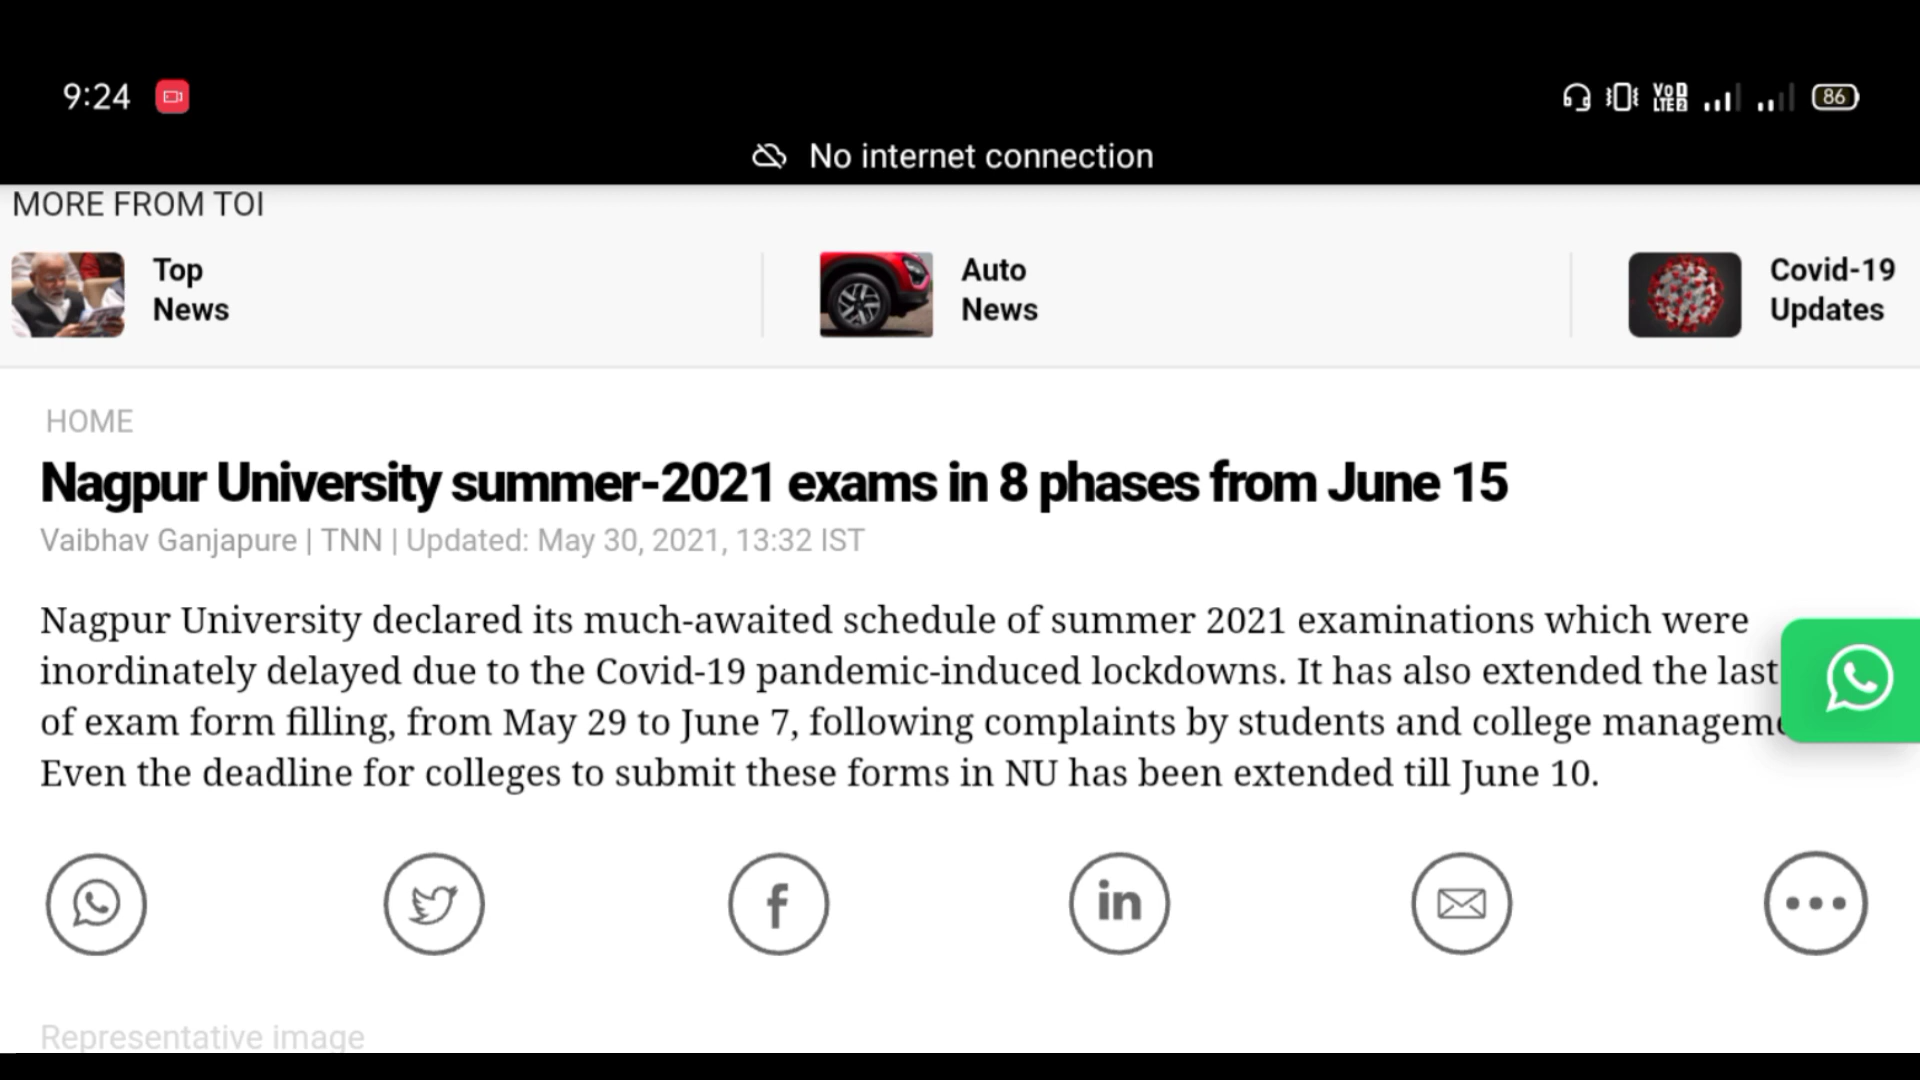 9:24
VoD LTE2 86
No internet connection
MORE FROM TOI
Top
News
Auto
News
Covid-19
Updates
HOME
Nagpur University summer-2021 exams in 8 phases from June 15
Vaibhav Ganjapure | TNN | Updated: May 30, 2021, 13:32 IST
Nagpur University declared its much-awaited schedule of summer 2021 examinations which were
inordinately delayed due to the Covid-19 pandemic-induced lockdowns. It has also extended the last
of exam form filling, from May 29 to June 7, following complaints by students and college manageme
Even the deadline for colleges to submit these forms in NU has been extended till June 10.
f in
Representative image